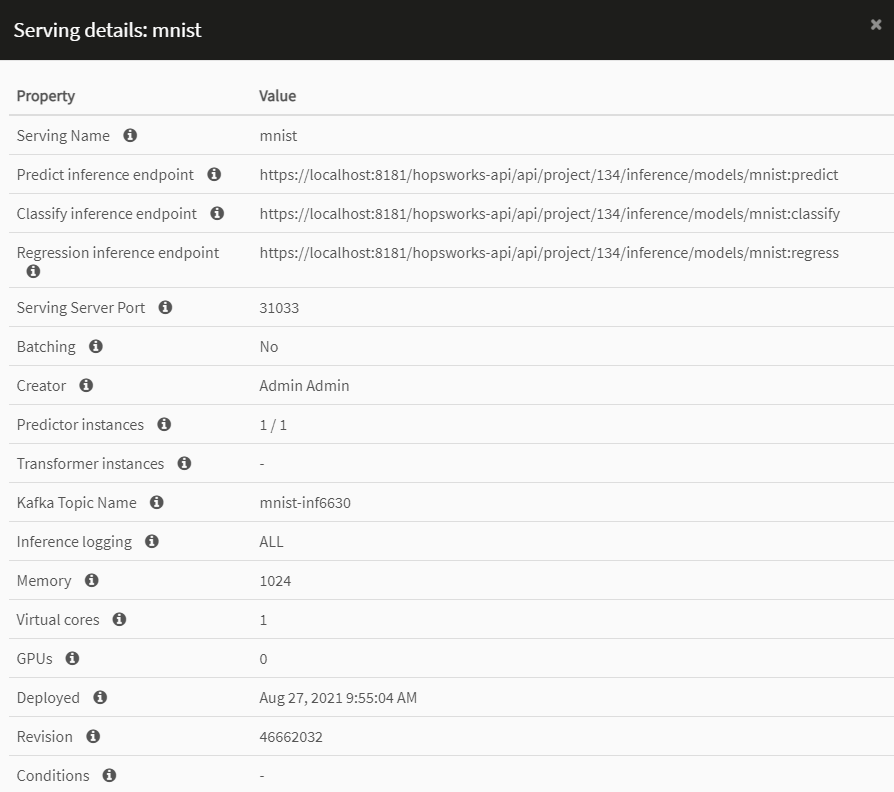 Serving details: mnist
Property Value
Serving Name mnist
Predict inference endpoint https://localhost:8181/hopsworks-api/api/project/134/inference/models/mnist:predict
Classify inference endpoint https://localhost:8181/hopsworks-api/api/project/134/inference/models/mnist:classify
Regression inference endpoint https://localhost:8181/hopsworks-api/api/project/134/inference/models/mnist:regress
Serving Server Port 31033
Batching No
Creator Admin Admin
Predictor instances 1 / 1
Transformer instances -
Kafka Topic Name mnist-inf6630
Inference logging ALL
Memory 1024
Virtual cores 1
GPUs 0
Deployed Aug 27, 2021 9:55:04 AM
Revision 46662032
Conditions -